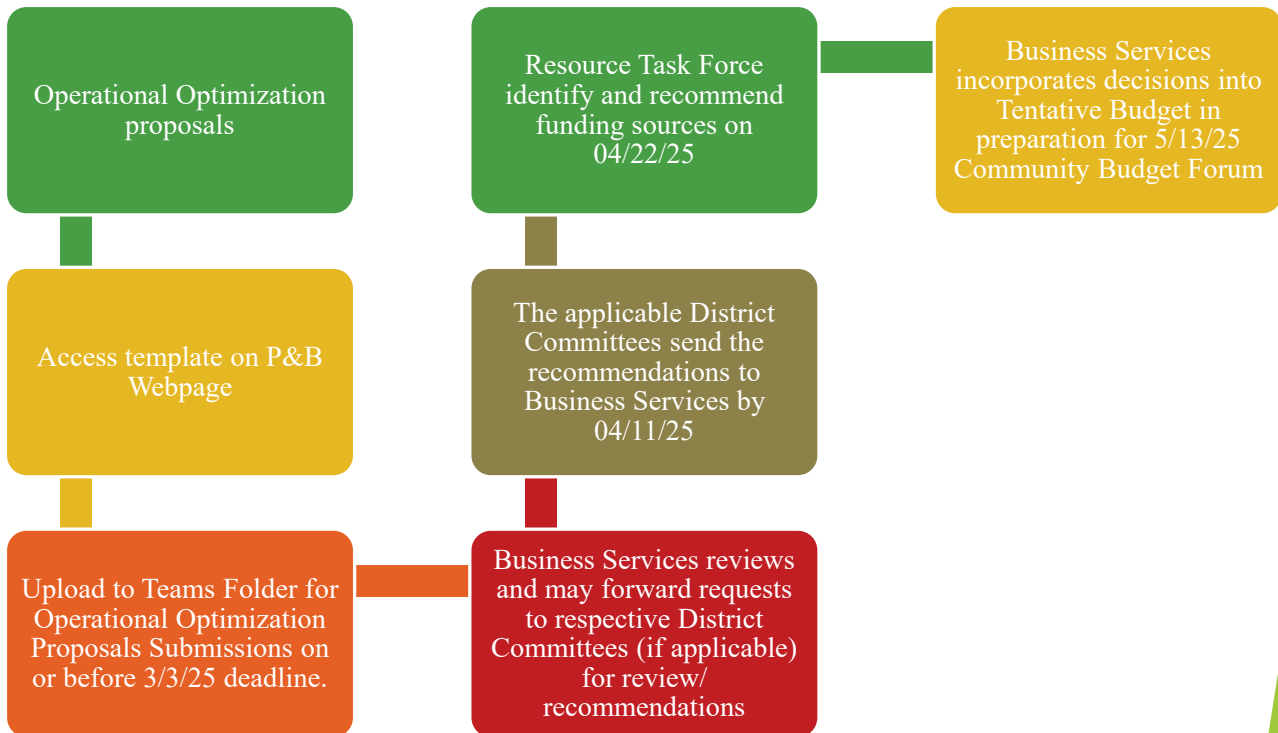 Operational Optimization
proposals
Access template on P&B
Webpage
Upload to Teams Folder for
Operational Optimization
Proposals Submissions on
or before 3/3/25 deadline.
Business Services reviews
and may forward requests
to respective District
Committees (if applicable)
for review/
recommendations
The applicable District
Committees send the
recommendations to
Business Services by
04/11/25
Resource Task Force
identify and recommend
funding sources on
04/22/25
Business Services
incorporates decisions into
Tentative Budget in
preparation for 5/13/25
Community Budget Forum